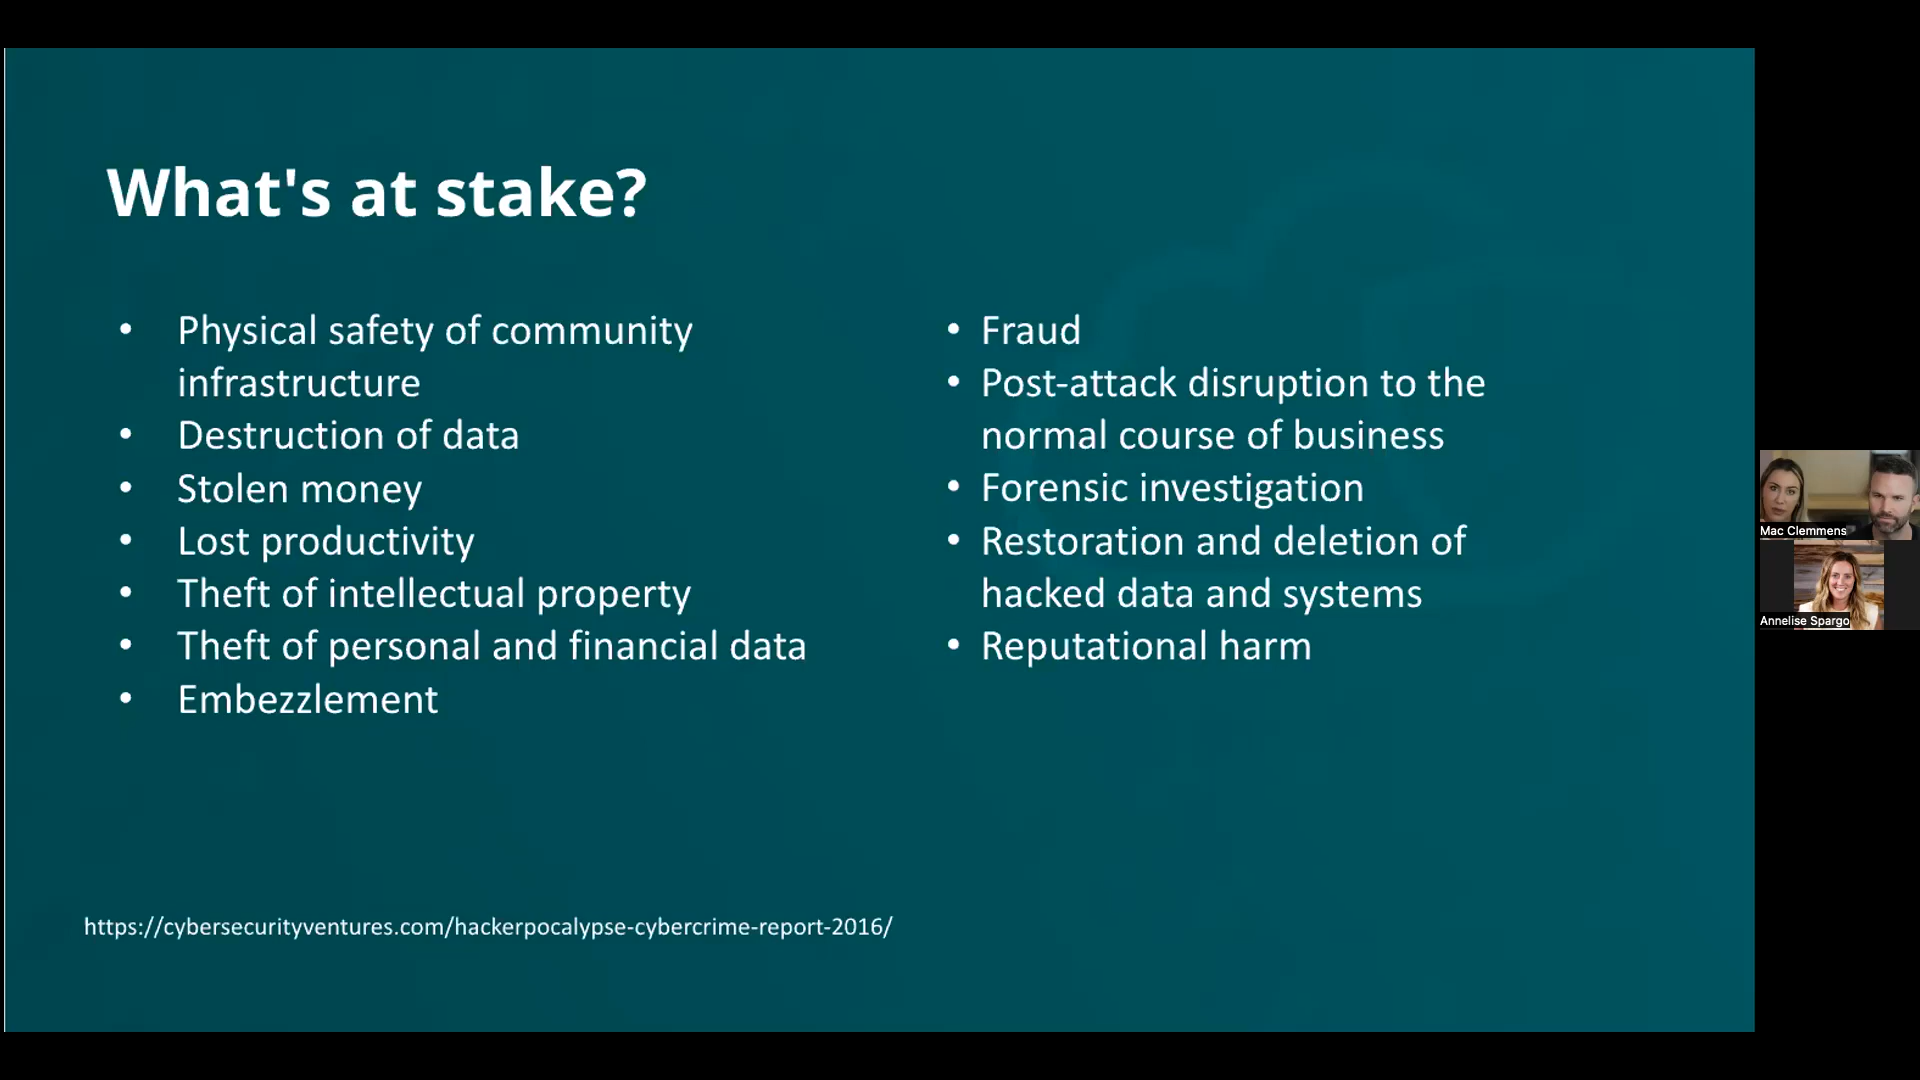 What's at stake?
• Physical safety of community
infrastructure
• Destruction of data
• Stolen money
• Lost productivity
• Theft of intellectual property
• Theft of personal and financial data
• Embezzlement
• Fraud
• Post-attack disruption to the
normal course of business
• Forensic investigation
• Restoration and deletion of
hacked data and systems
• Reputational harm
https://cybersecurityventures.com/hackerpocalypse-cybercrime-report-2016/
Mac Clemmens
Annelise Spargo